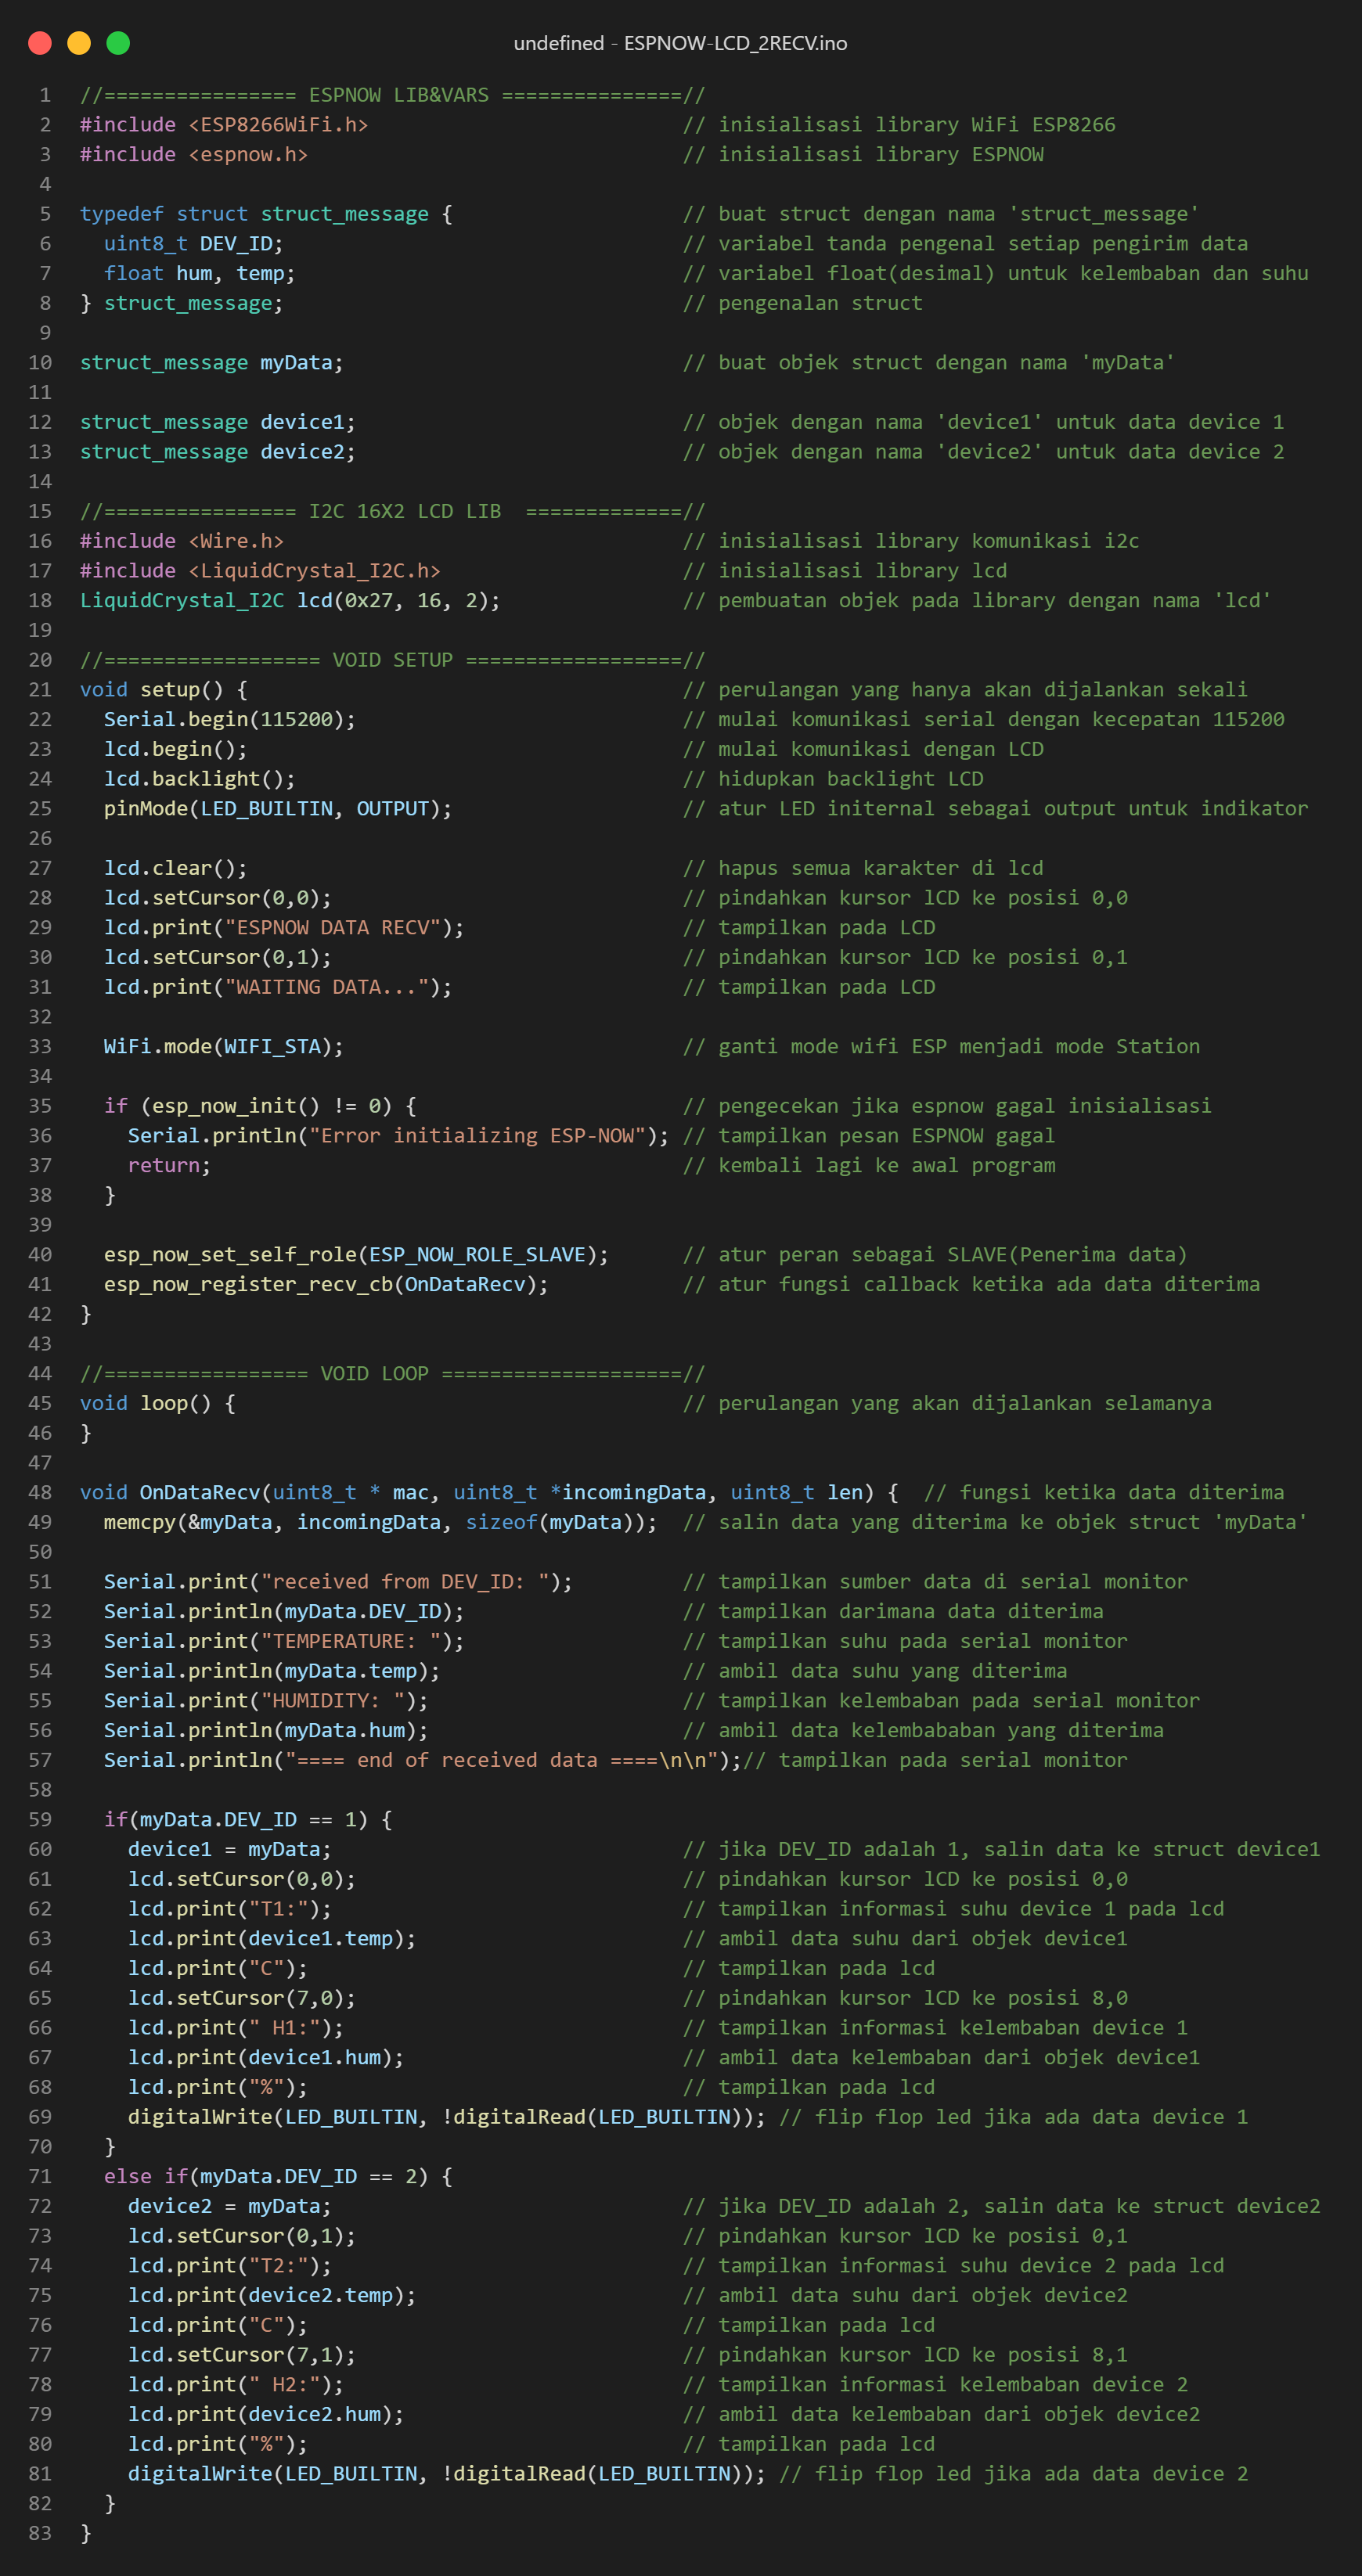 undefined - ESPNOW-LCD_2RECV.ino
1 //================ ESPNOW LIB&VARS ===============//
2 #include <ESP8266WiFi.h> // inisialisasi library WiFi ESP8266
3 #include <espnow.h> // inisialisasi library ESPNOW
4
5 typedef struct struct_message { // buat struct dengan nama 'struct_message'
6 uint8_t DEV_ID; // variabel tanda pengenal setiap pengirim data
7 float hum, temp; // variabel float(desimal) untuk kelembaban dan suhu
8 } struct_message; // pengenalan struct
9
10 struct_message myData; // buat objek struct dengan nama 'myData'
11
12 struct_message device1; // objek dengan nama 'device1' untuk data device 1
13 struct_message device2; // objek dengan nama 'device2' untuk data device 2
14
15 //================ I2C 16X2 LCD LIB  =============//
16 #include <Wire.h> // inisialisasi library komunikasi i2c
17 #include <LiquidCrystal_I2C.h> // inisialisasi library lcd
18 LiquidCrystal_I2C lcd(0x27, 16, 2); // pembuatan objek pada library dengan nama 'lcd'
19
20 //================== VOID SETUP ==================//
21 void setup() { // perulangan yang hanya akan dijalankan sekali
22 Serial.begin(115200); // mulai komunikasi serial dengan kecepatan 115200
23 lcd.begin(); // mulai komunikasi dengan LCD
24 lcd.backlight(); // hidupkan backlight LCD
25 pinMode(LED_BUILTIN, OUTPUT); // atur LED initernal sebagai output untuk indikator
26
27 lcd.clear(); // hapus semua karakter di lcd
28 lcd.setCursor(0,0); // pindahkan kursor lCD ke posisi 0,0
29 lcd.print("ESPNOW DATA RECV"); // tampilkan pada LCD
30 lcd.setCursor(0,1); // pindahkan kursor lCD ke posisi 0,1
31 lcd.print("WAITING DATA..."); // tampilkan pada LCD
32
33 WiFi.mode(WIFI_STA); // ganti mode wifi ESP menjadi mode Station
34
35 if (esp_now_init() != 0) { // pengecekan jika espnow gagal inisialisasi
36 Serial.println("Error initializing ESP-NOW"); // tampilkan pesan ESPNOW gagal
37 return; // kembali lagi ke awal program
38 }
39
40 esp_now_set_self_role(ESP_NOW_ROLE_SLAVE); // atur peran sebagai SLAVE(Penerima data)
41 esp_now_register_recv_cb(OnDataRecv); // atur fungsi callback ketika ada data diterima
42 }
43
44 //================= VOID LOOP ====================//
45 void loop() { // perulangan yang akan dijalankan selamanya
46 }
47
48 void OnDataRecv(uint8_t * mac, uint8_t *incomingData, uint8_t len) { // fungsi ketika data diterima
49 memcpy(&myData, incomingData, sizeof(myData)); // salin data yang diterima ke objek struct 'myData'
50
51 Serial.print("received from DEV_ID: "); // tampilkan sumber data di serial monitor
52 Serial.println(myData.DEV_ID); // tampilkan darimana data diterima
53 Serial.print("TEMPERATURE: "); // tampilkan suhu pada serial monitor
54 Serial.println(myData.temp); // ambil data suhu yang diterima
55 Serial.print("HUMIDITY: "); // tampilkan kelembaban pada serial monitor
56 Serial.println(myData.hum); // ambil data kelembababan yang diterima
57 Serial.println("==== end of received data ====\n\n");// tampilkan pada serial monitor
58
59 if(myData.DEV_ID == 1) {
60 device1 = myData; // jika DEV_ID adalah 1, salin data ke struct device1
61 lcd.setCursor(0,0); // pindahkan kursor lCD ke posisi 0,0
62 lcd.print("T1:"); // tampilkan informasi suhu device 1 pada lcd
63 lcd.print(device1.temp); // ambil data suhu dari objek device1
64 lcd.print("C"); // tampilkan pada lcd
65 lcd.setCursor(7,0); // pindahkan kursor lCD ke posisi 8,0
66 lcd.print(" H1:"); // tampilkan informasi kelembaban device 1
67 lcd.print(device1.hum); // ambil data kelembaban dari objek device1
68 lcd.print("%"); // tampilkan pada lcd
69 digitalWrite(LED_BUILTIN, !digitalRead(LED_BUILTIN)); // flip flop led jika ada data device 1
70 }
71 else if(myData.DEV_ID == 2) {
72 device2 = myData; // jika DEV_ID adalah 2, salin data ke struct device2
73 lcd.setCursor(0,1); // pindahkan kursor lCD ke posisi 0,1
74 lcd.print("T2:"); // tampilkan informasi suhu device 2 pada lcd
75 lcd.print(device2.temp); // ambil data suhu dari objek device2
76 lcd.print("C"); // tampilkan pada lcd
77 lcd.setCursor(7,1); // pindahkan kursor lCD ke posisi 8,1
78 lcd.print(" H2:"); // tampilkan informasi kelembaban device 2
79 lcd.print(device2.hum); // ambil data kelembaban dari objek device2
80 lcd.print("%"); // tampilkan pada lcd
81 digitalWrite(LED_BUILTIN, !digitalRead(LED_BUILTIN)); // flip flop led jika ada data device 2
82 }
83 }